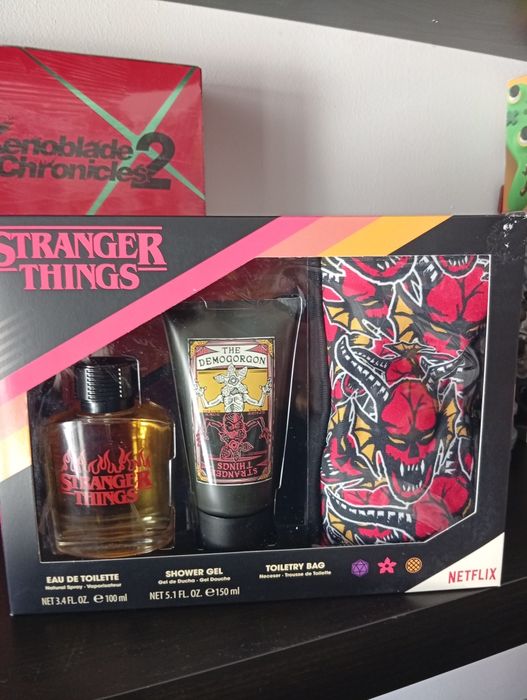 Xenoblade
Chronicles 2
STRANGER
THINGS
THE
DEMOGORGON
STRANGER
THINGS
STRANGER
THINGS
EAU DE TOILETTE
Natural Spray - Vaporisateur
NET 3.4 FL. OZ. ℮ 100 ml
SHOWER GEL
Gel de Ducha - Gel Douche
NET 5.1 FL. OZ. ℮ 150 ml
TOILETRY BAG
Neceser - Trousse de Toilette
NETFLIX